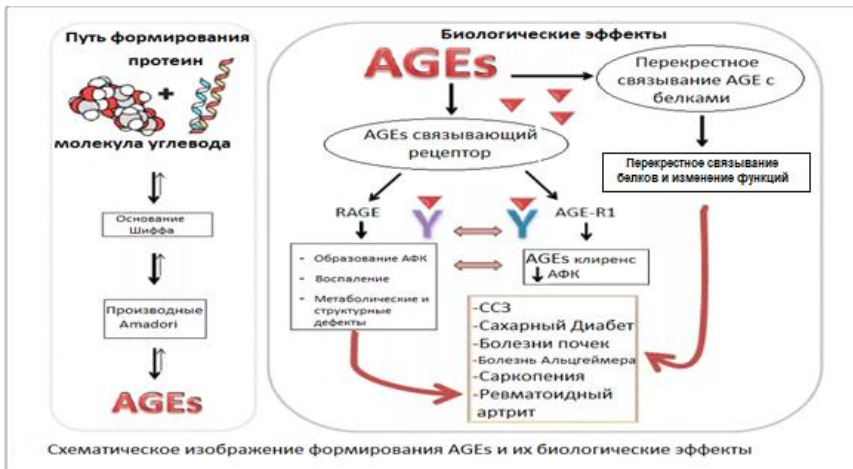 Путь формирования
протеин
+
молекула углевода
Основание
Шиффа
Производные
Amadori
AGEs
Биологические эффекты
AGEs
Перекрестное
связывание AGE с
белками
AGEs связывающий
рецептор
Перекрестное связывание
белков и изменение функций
RAGE
AGE-R1
• Образование АФК
• Воспаление
• Метаболические и
структурные
дефекты
AGEs клиренс
↓ АФК
-ССЗ
-Сахарный Диабет
-Болезни почек
-Болезнь Альцгеймера
-Саркопения
-Ревматоидный
артрит
Схематическое изображение формирования AGEs и их биологические эффекты